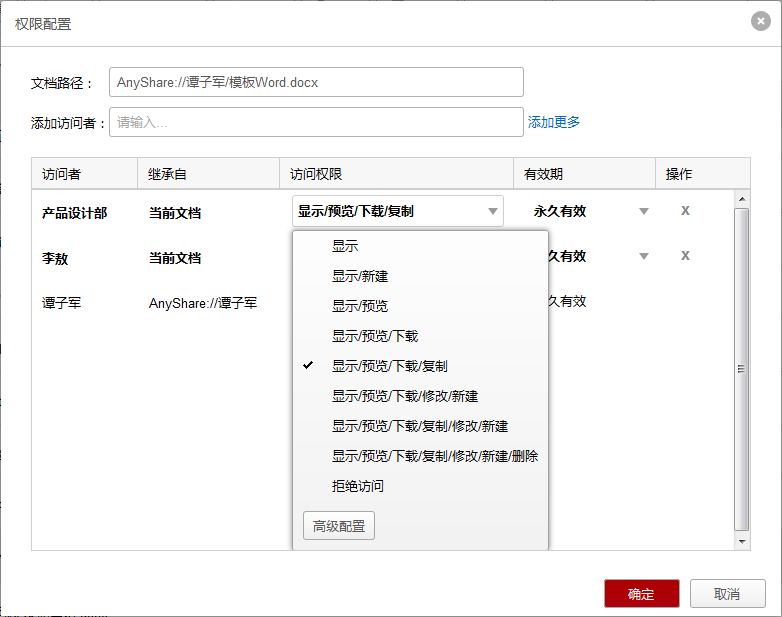 权限配置
文档路径： AnyShare://谭子军/模板Word.docx
添加访问者： 请输入... 添加更多
访问者 继承自 访问权限 有效期 操作
产品设计部 当前文档 显示/预览/下载/复制 永久有效 X
显示
李敖 当前文档 久有效 X
显示/新建
谭子军 AnyShare://谭子军 久有效
显示/预览
显示/预览/下载
显示/预览/下载/复制
显示/预览/下载/修改/新建
显示/预览/下载/复制/修改/新建
显示/预览/下载/复制/修改/新建/删除
拒绝访问
高级配置
确定 取消